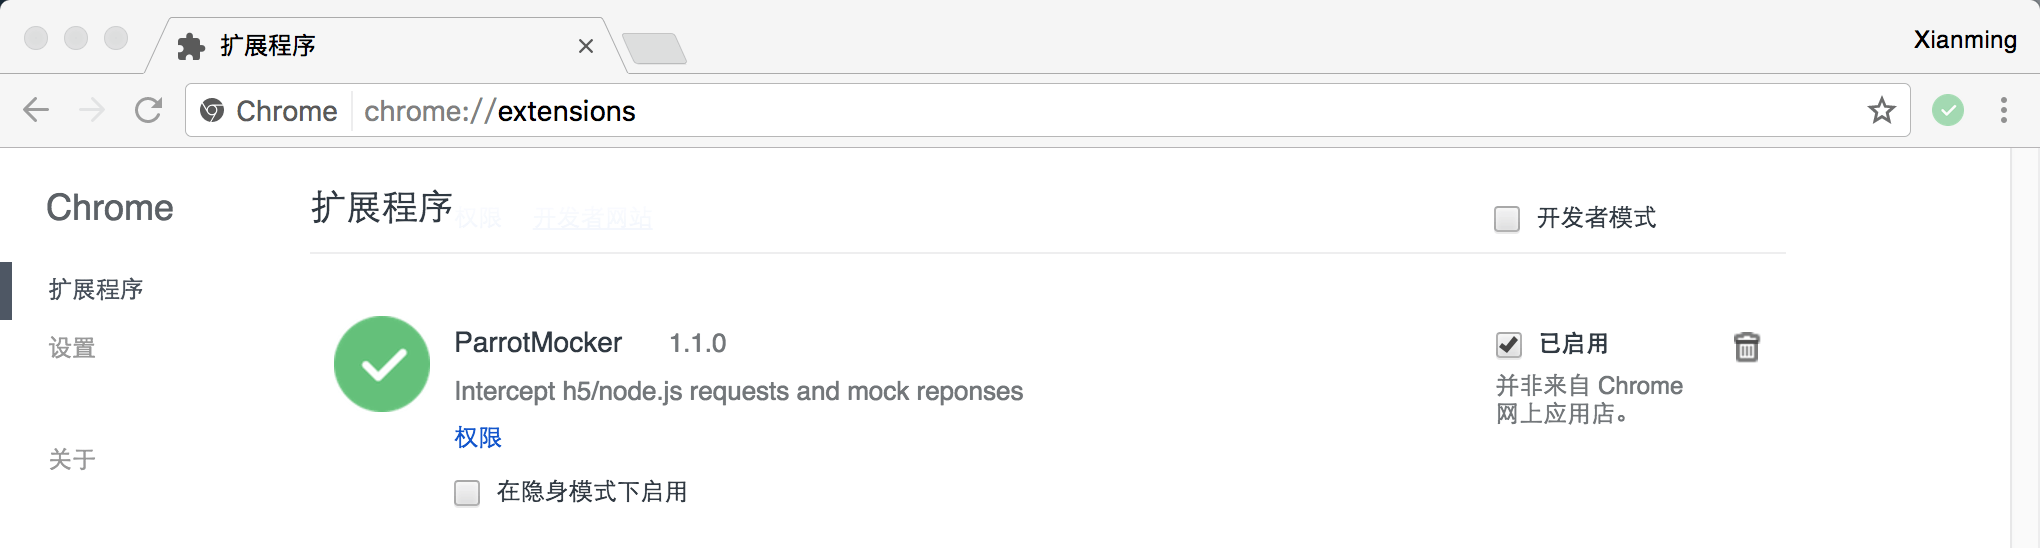 扩展程序
Xianming
Chrome chrome://extensions
Chrome
扩展程序
权限 开发者网站
开发者模式
扩展程序
设置
关于
ParrotMocker 1.1.0
Intercept h5/node.js requests and mock reponses
权限
在隐身模式下启用
已启用
并非来自 Chrome
网上应用店。